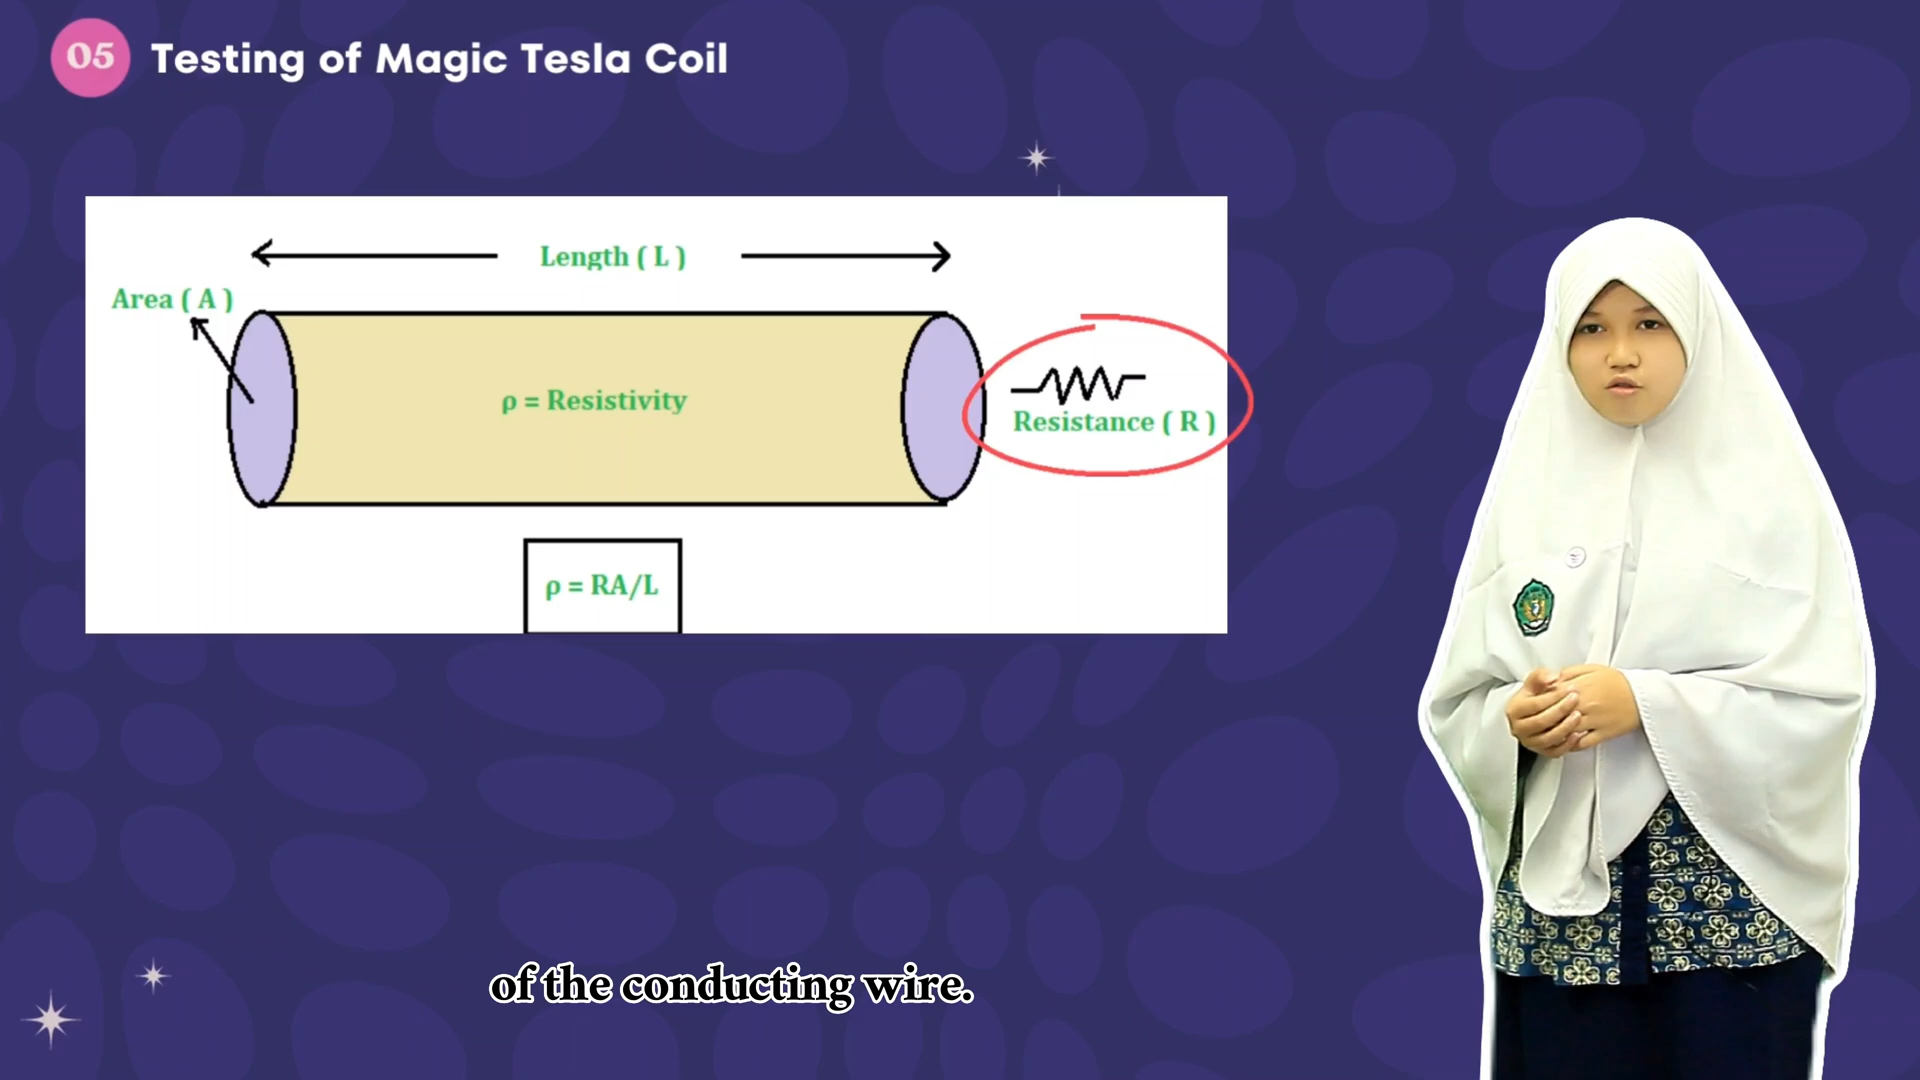 05 Testing of Magic Tesla Coil
Length ( L )
Area ( A )
ρ = Resistivity
Resistance ( R )
ρ = RA/L
of the conducting wire.